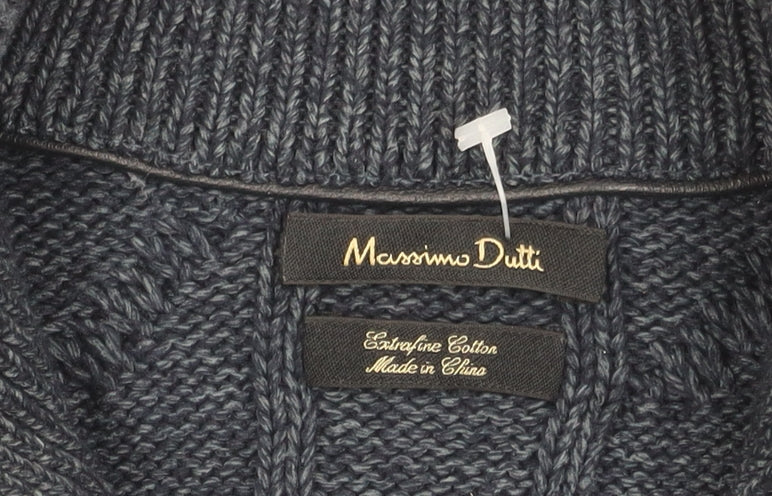 Massimo Dutti
Extrafine Cotton
Made in China